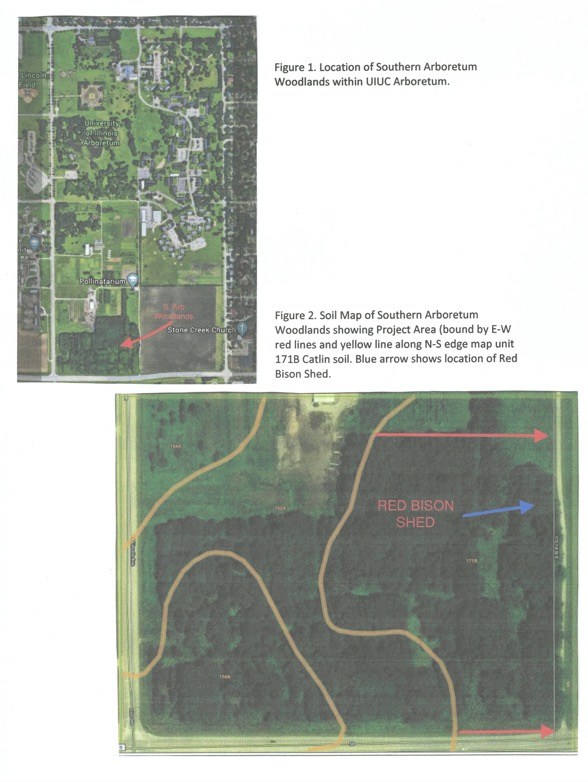 Figure 1. Location of Southern Arboretum
Woodlands within UIUC Arboretum.
Lincoln
Fields
University
of Illinois
Arboretum
Pollinatarium
S. Arb
Woodlands
Stone Creek Church
Figure 2. Soil Map of Southern Arboretum
Woodlands showing Project Area (bound by E-W
red lines and yellow line along N-S edge map unit
171B Catlin soil. Blue arrow shows location of Red
Bison Shed.
RED BISON
SHED
171B
154A